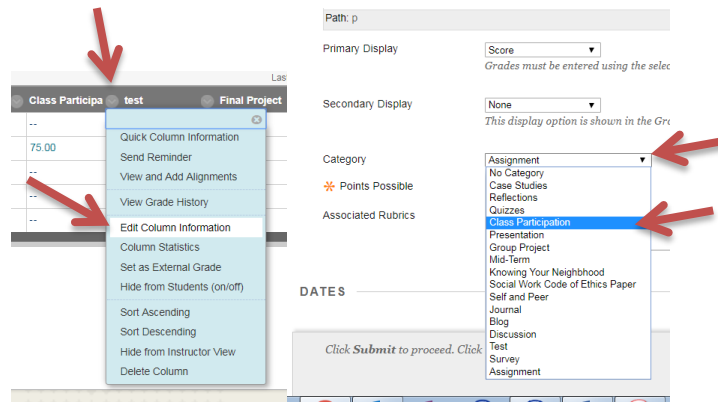 Las
Class Participa
test
Final Project
--
75.00
--
--
--
Quick Column Information
Send Reminder
View and Add Alignments
View Grade History
Edit Column Information
Column Statistics
Set as External Grade
Hide from Students (on/off)
Sort Ascending
Sort Descending
Hide from Instructor View
Delete Column
Path: p
Primary Display
Score
Grades must be entered using the selec
Secondary Display
None
This display option is shown in the Gra
Category
Assignment
Points Possible
Associated Rubrics
No Category
Case Studies
Reflections
Quizzes
Class Participation
Presentation
Group Project
Mid-Term
Knowing Your Neighbhood
Social Work Code of Ethics Paper
Self and Peer
Journal
Blog
Discussion
Test
Survey
Assignment
DATES
Click Submit to proceed. Click